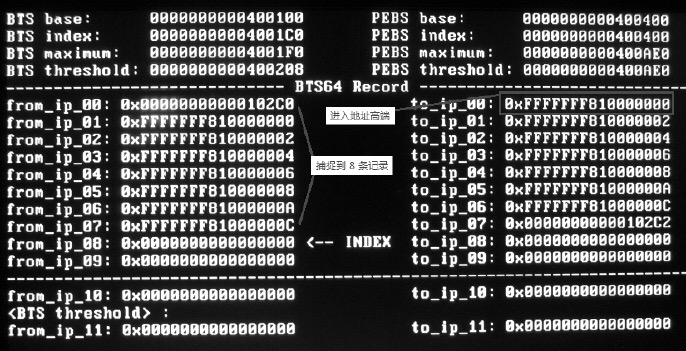 BTS base: 0000000000400100 PEBS base: 0000000000400400
BTS index: 00000000004001C0 PEBS index: 0000000000400400
BTS maximum: 00000000004001F0 PEBS maximum: 0000000000400AE0
BTS threshold: 0000000000400208 PEBS threshold: 0000000000400AE0
BTS64 Record
from_ip_00: 0x00000000000102C0 to_ip_00: 0xFFFFFFF810000000
进入地址高端
from_ip_01: 0xFFFFFFF810000000 to_ip_01: 0xFFFFFFF810000002
from_ip_02: 0xFFFFFFF810000002 to_ip_02: 0xFFFFFFF810000004
from_ip_03: 0xFFFFFFF810000004 to_ip_03: 0xFFFFFFF810000006
捕捉到 8 条记录
from_ip_04: 0xFFFFFFF810000006 to_ip_04: 0xFFFFFFF810000008
from_ip_05: 0xFFFFFFF810000008 to_ip_05: 0xFFFFFFF81000000A
from_ip_06: 0xFFFFFFF81000000A to_ip_06: 0xFFFFFFF81000000C
from_ip_07: 0xFFFFFFF81000000C to_ip_07: 0x00000000000102C2
from_ip_08: 0x0000000000000000 <-- INDEX to_ip_08: 0x0000000000000000
from_ip_09: 0x0000000000000000 to_ip_09: 0x0000000000000000
from_ip_10: 0x0000000000000000 to_ip_10: 0x0000000000000000
<BTS threshold> :
from_ip_11: 0x0000000000000000 to_ip_11: 0x0000000000000000